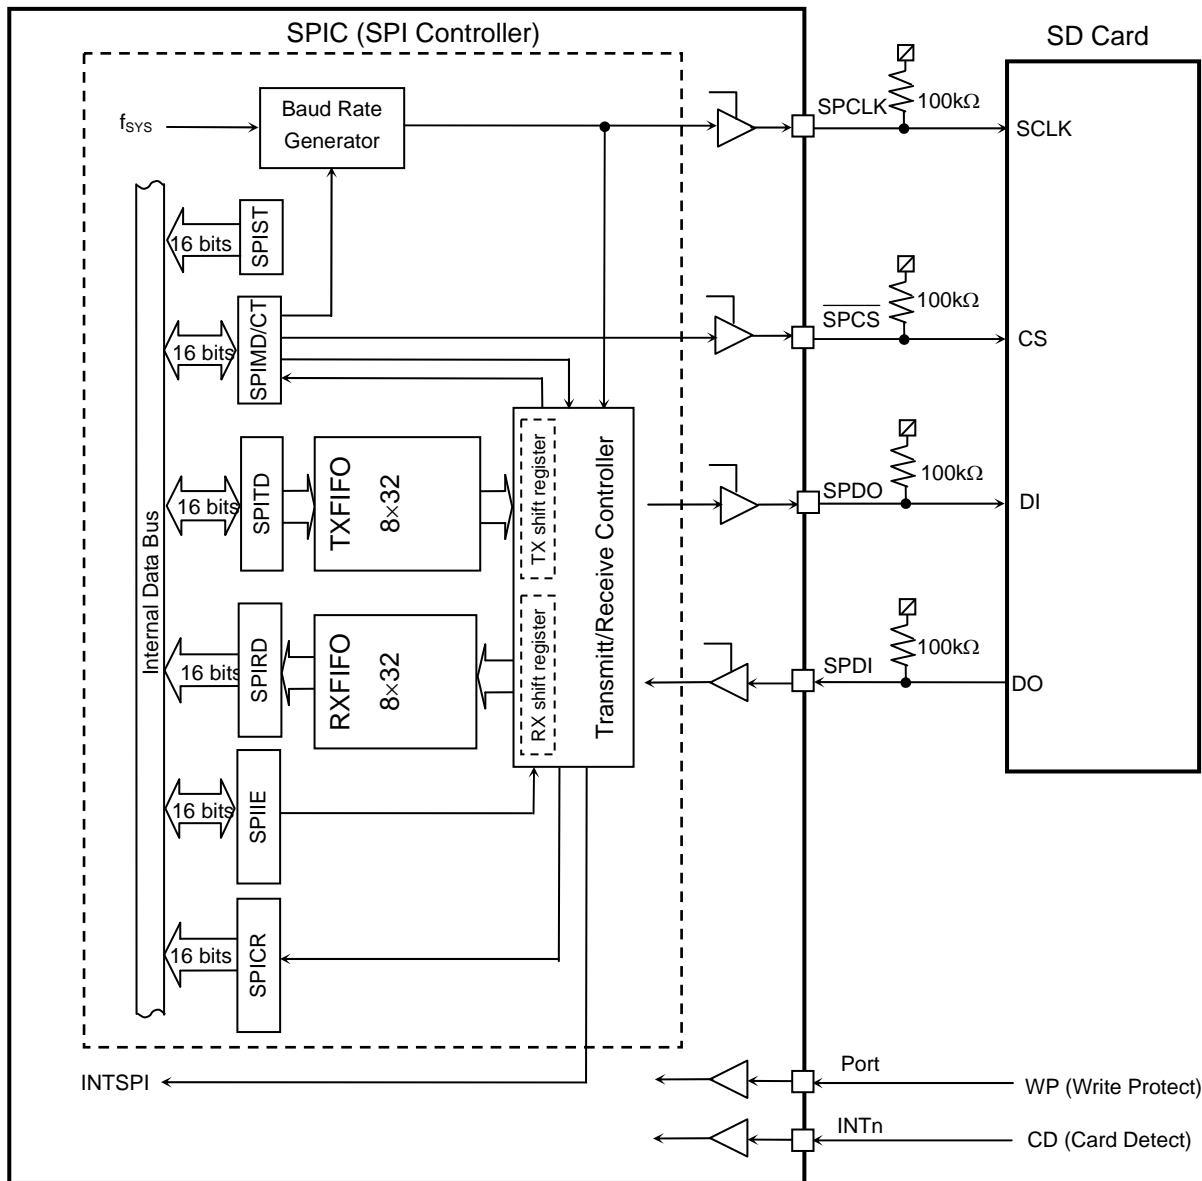 SPIC (SPI Controller)
SD Card
f_SYS
Baud Rate
Generator
SPCLK
100kΩ
SCLK
16 bits
SPIST
16 bits
SPIMD/CT
SPCS
100kΩ
CS
16 bits
SPITD
TXFIFO
8×32
TX shift register
Transmitt/Receive Controller
SPDO
100kΩ
DI
Internal Data Bus
16 bits
SPIRD
RXFIFO
8×32
RX shift register
SPDI
100kΩ
DO
16 bits
SPIIE
16 bits
SPICR
INTSPI
Port
WP (Write Protect)
INTn
CD (Card Detect)